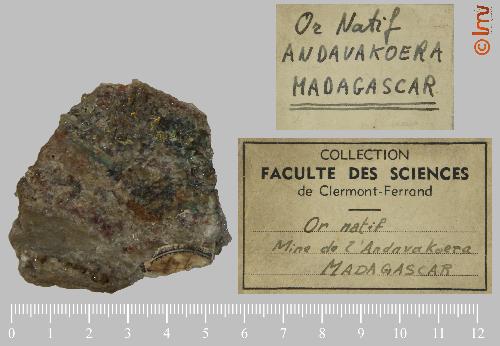 Or Natif
ANDAVAKOERA
MADAGASCAR
© lmv
COLLECTION
FACULTE DES SCIENCES
de Clermont-Ferrand
Or natif
Mine de l'Andavakoera
MADAGASCAR
0 1 2 3 4 5 6 7 8 9 10 11 12